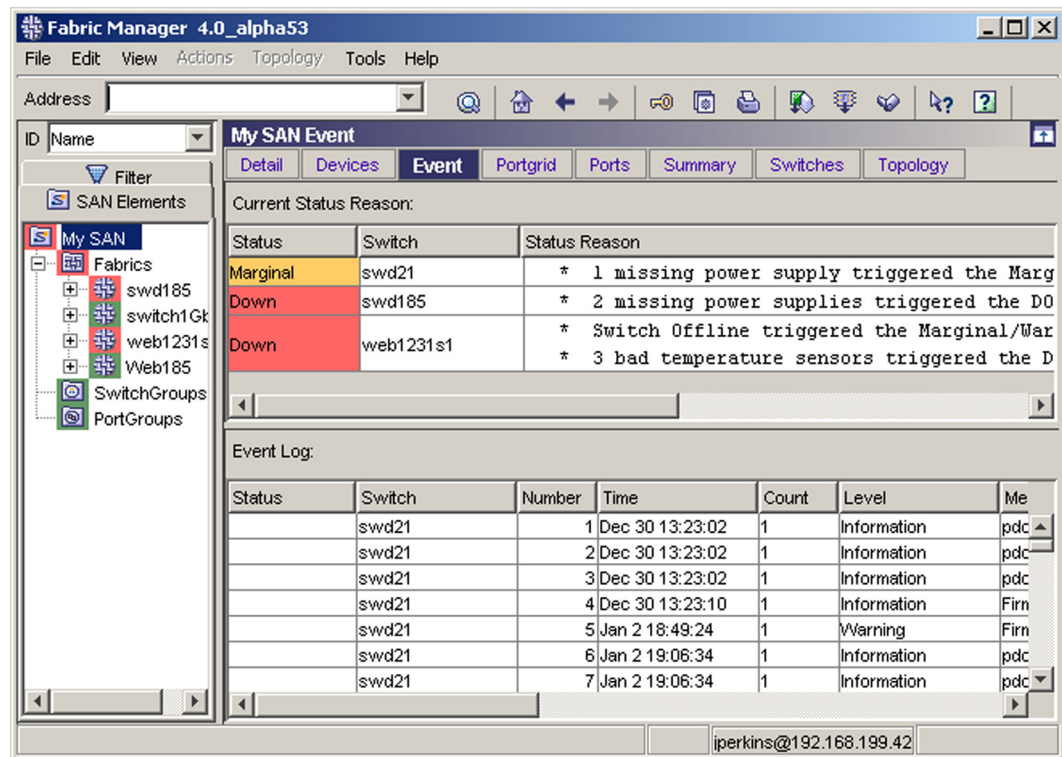 Fabric Manager 4.0_alpha53
File Edit View Actions Topology Tools Help
Address
ID Name
Filter
SAN Elements
My SAN
Fabrics
swd185
switch1Gb
web1231s
Web185
SwitchGroups
PortGroups
My SAN Event
Detail Devices Event Portgrid Ports Summary Switches Topology
Current Status Reason:
Status Switch Status Reason
Marginal swd21 * 1 missing power supply triggered the Marg
Down swd185 * 2 missing power supplies triggered the DO
Down web1231s1 * Switch Offline triggered the Marginal/War
* 3 bad temperature sensors triggered the D
Event Log:
Status Switch Number Time Count Level Me
swd21 1 Dec 30 13:23:02 1 Information pdc
swd21 2 Dec 30 13:23:02 1 Information pdc
swd21 3 Dec 30 13:23:02 1 Information pdc
swd21 4 Dec 30 13:23:10 1 Information Firn
swd21 5 Jan 2 18:49:24 1 Warning Firn
swd21 6 Jan 2 19:06:34 1 Information pdc
swd21 7 Jan 2 19:06:34 1 Information pdc
iperkins@192.168.199.42